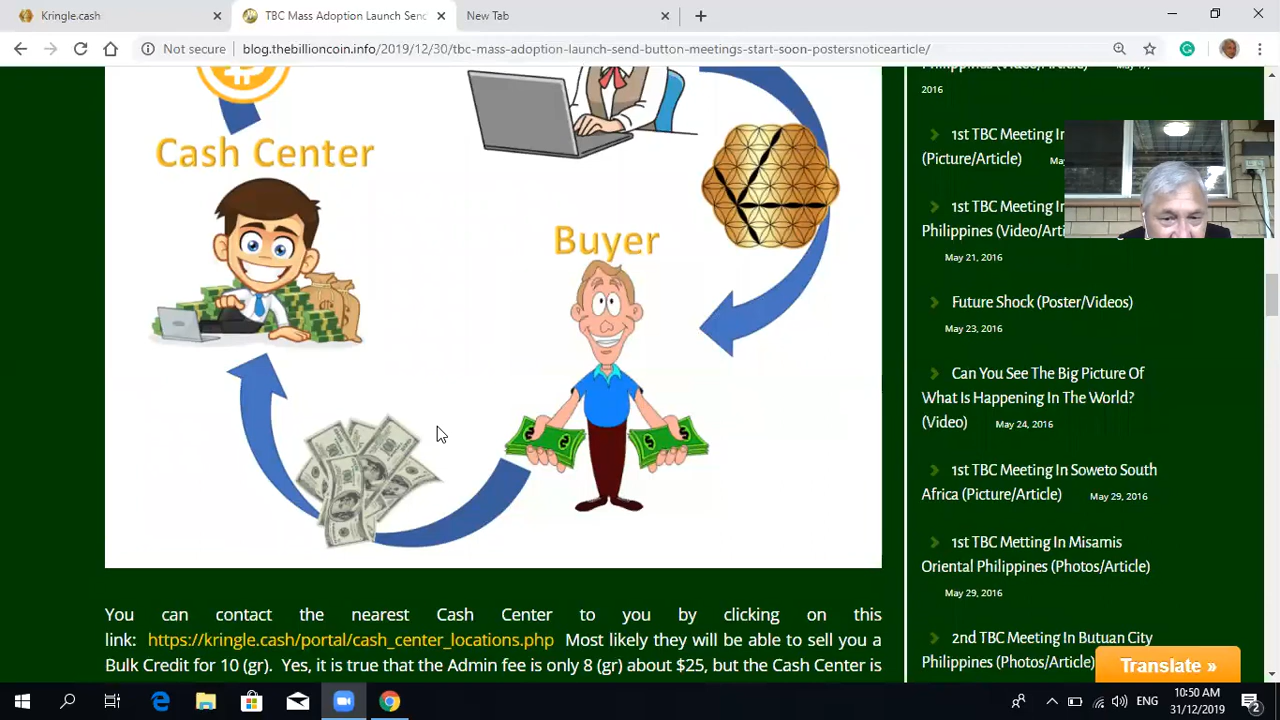 Kringle.cash
TBC Mass Adoption Launch Senc
New Tab
Not secure
blog.thebillioncoin.info/2019/12/30/tbc-mass-adoption-launch-send-button-meetings-start-soon-postersnoticearticle/
Cash Center
Buyer
You can contact the nearest Cash Center to you by clicking on this
link: https://kringle.cash/portal/cash_center_locations.php Most likely they will be able to sell you a
Bulk Credit for 10 (gr). Yes, it is true that the Admin fee is only 8 (gr) about $25, but the Cash Center is
Philippines (Video/Article)
2016
1st TBC Meeting In
(Picture/Article)
1st TBC Meeting In
Philippines (Video/Arti
May 21, 2016
Future Shock (Poster/Videos)
May 23, 2016
Can You See The Big Picture Of
What Is Happening In The World?
(Video) May 24, 2016
1st TBC Meeting In Soweto South
Africa (Picture/Article) May 29, 2016
1st TBC Metting In Misamis
Oriental Philippines (Photos/Article)
May 29, 2016
2nd TBC Meeting In Butuan City
Philippines (Photos/Article)
Translate »
ENG
10:50 AM
31/12/2019
2